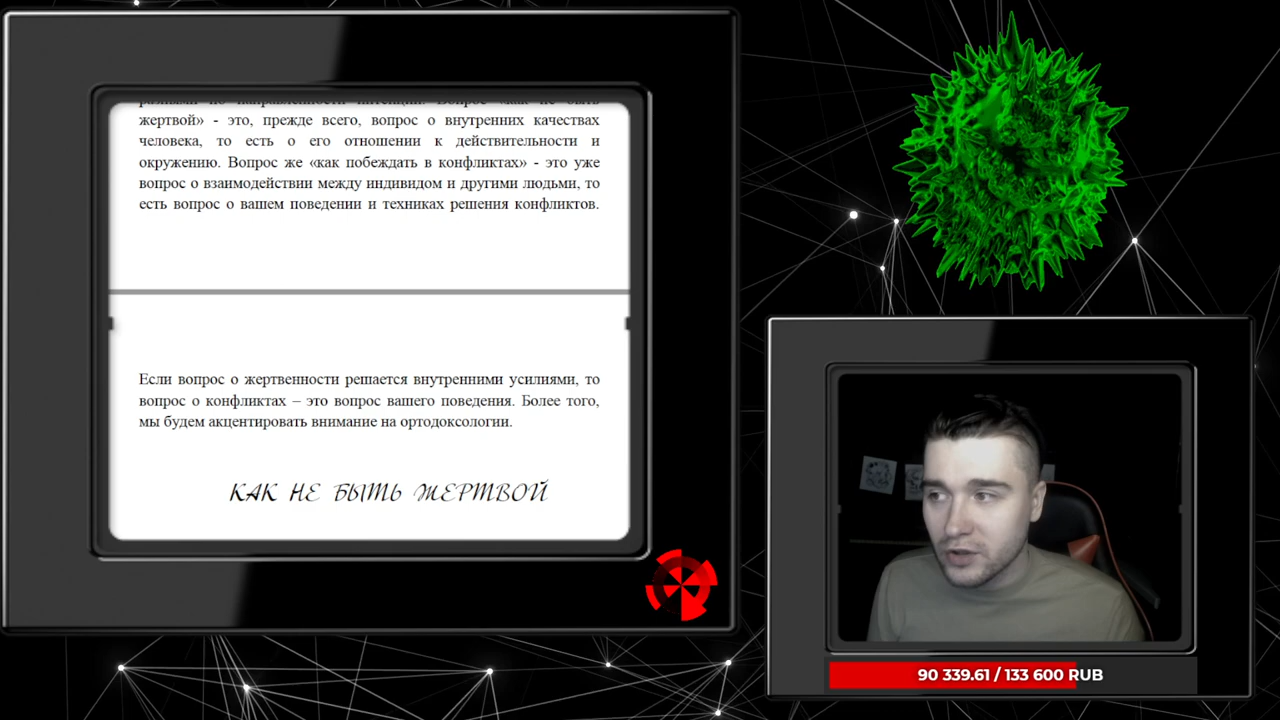 жертвой» - это, прежде всего, вопрос о внутренних качествах
человека, то есть о его отношении к действительности и
окружению. Вопрос же «как побеждать в конфликтах» - это уже
вопрос о взаимодействии между индивидом и другими людьми, то
есть вопрос о вашем поведении и техниках решения конфликтов.
Если вопрос о жертвенности решается внутренними усилиями, то
вопрос о конфликтах – это вопрос вашего поведения. Более того,
мы будем акцентировать внимание на ортодоксологии.
КАК НЕ БЫТЬ ЖЕРТВОЙ
90 339.61 / 133 600 RUB